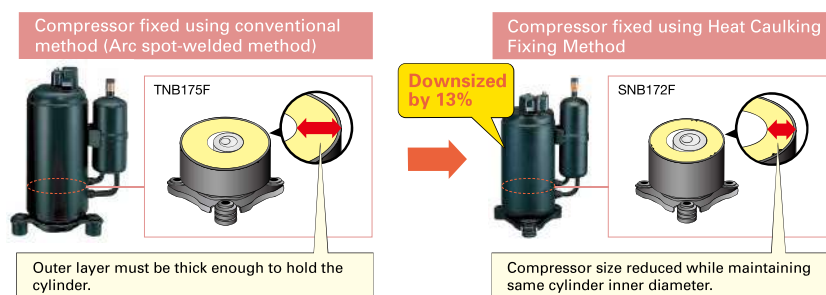 Compressor fixed using conventional
method (Arc spot-welded method)
TNB175F
Outer layer must be thick enough to hold the
cylinder.
Downsized
by 13%
Compressor fixed using Heat Caulking
Fixing Method
SNB172F
Compressor size reduced while maintaining
same cylinder inner diameter.